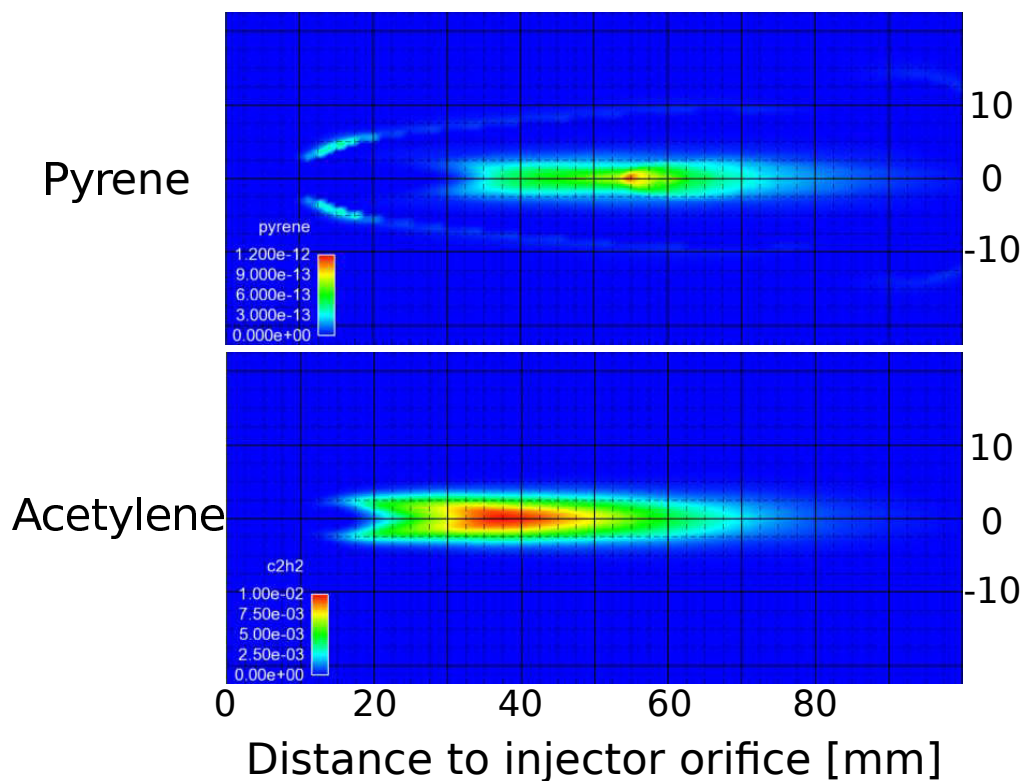 Pyrene
10
0
-10
pyrene
1.200e-12
9.000e-13
6.000e-13
3.000e-13
0.000e+00
Acetylene
10
0
-10
c2h2
1.00e-02
7.50e-03
5.00e-03
2.50e-03
0.00e+00
0 20 40 60 80
Distance to injector orifice [mm]